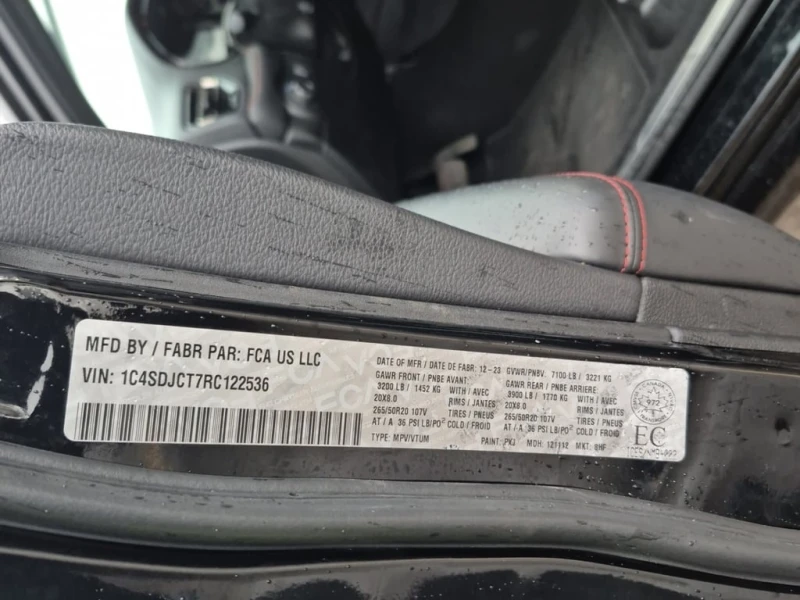 MFD BY / FABR PAR: FCA US LLC
VIN: 1C4SDJCT7RC122536
DATE OF MFR / DATE DE FABR: 12-23 GVWR/PNBV. 7100 LB / 3221 KG
GAWR FRONT / PNBE AVANT GAWR REAR / PNBE ARRIERE
3200 LB / 1452 KG WITH / AVEC 3900 LB / 1770 KG WITH / AVEC
20X8.0 RIMS / JANTES 20X8.0 RIMS / JANTES
265/50R20 107V TIRES / PNEUS 265/50R20 107V TIRES / PNEUS
AT / A 36 PSI LB/PO² COLD / FROID AT / A 36 PSI LB/PO² COLD / FROID
TYPE: MPV/VTUM PAINT: PXJ MDH: 121112 MKT: BHF
CANADA
972
EC